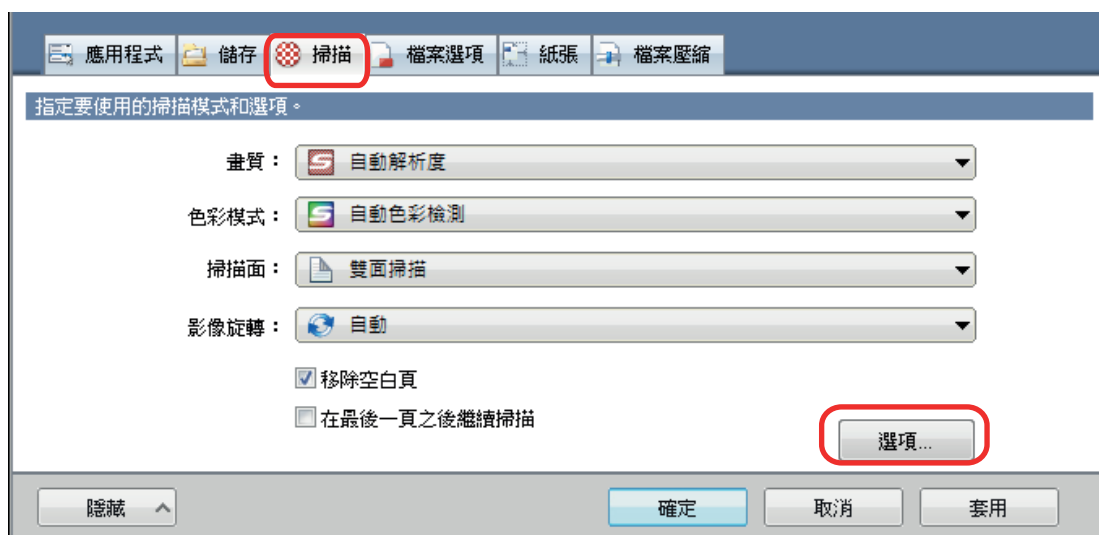 應用程式 儲存 掃描 檔案選項 紙張 檔案壓縮
指定要使用的掃描模式和選項。
畫質： 自動解析度
色彩模式： 自動色彩檢測
掃描面： 雙面掃描
影像旋轉： 自動
移除空白頁
在最後一頁之後繼續掃描
選項...
隱藏 確定 取消 套用